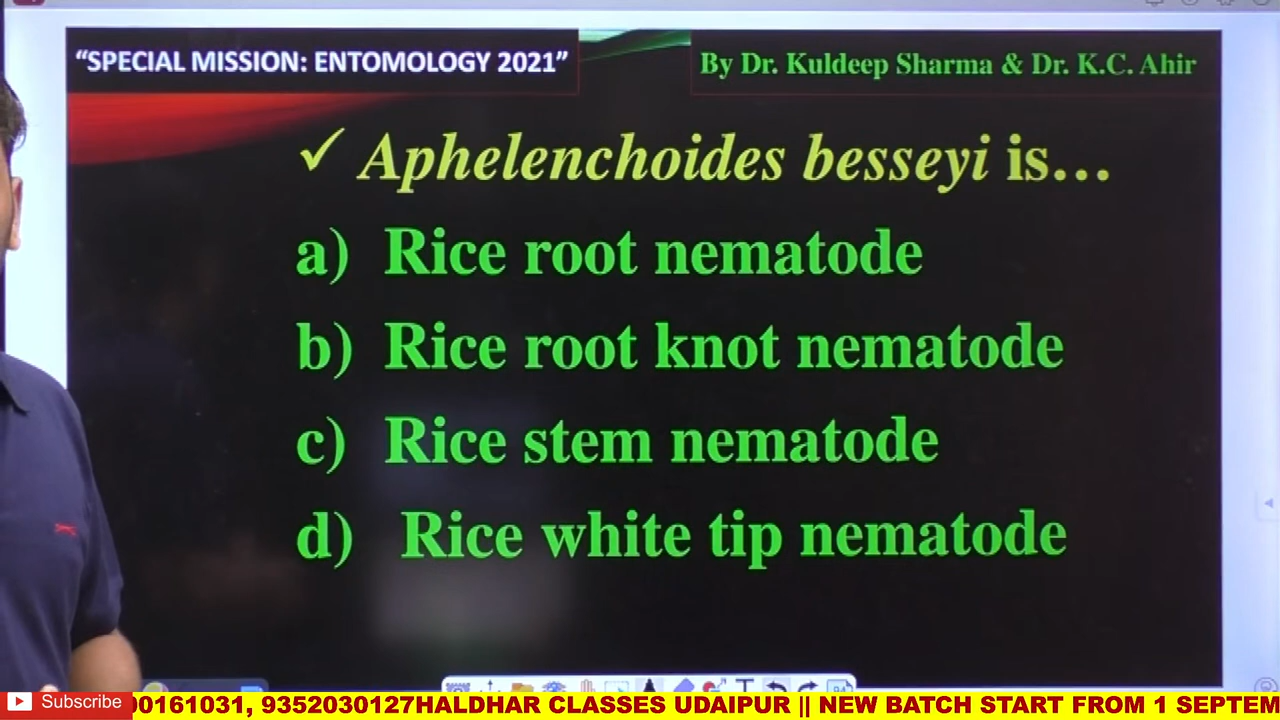 “SPECIAL MISSION: ENTOMOLOGY 2021”
By Dr. Kuldeep Sharma & Dr. K.C. Ahir
✓ Aphelenchoides besseyi is...
a) Rice root nematode
b) Rice root knot nematode
c) Rice stem nematode
d) Rice white tip nematode
Subscribe
00161031, 9352030127HALDHAR CLASSES UDAIPUR || NEW BATCH START FROM 1 SEPTEM